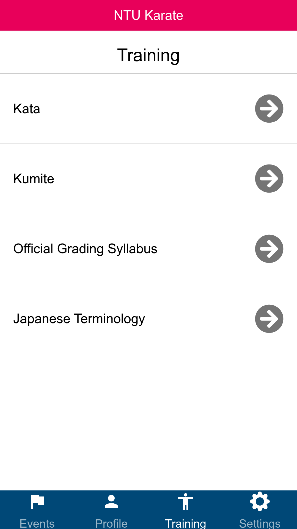 NTU Karate
Training
Kata
Kumite
Official Grading Syllabus
Japanese Terminology
Events
Profile
Training
Settings